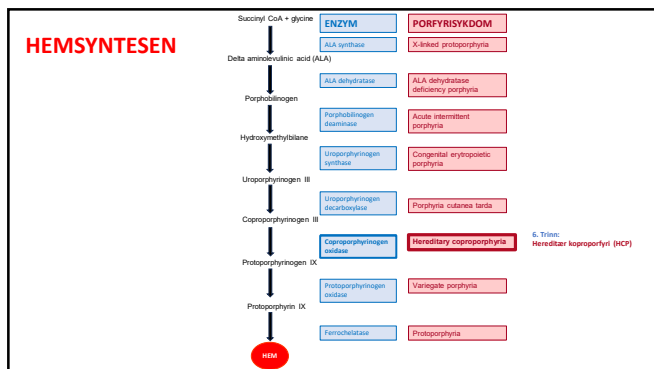 HEMSYNTESEN
Succinyl CoA + glycine
ENZYM
PORFYRISYKDOM
ALA synthase
X-linked protoporphyria
Delta aminolevulinic acid (ALA)
ALA dehydratase
ALA dehydratase
deficiency porphyria
Porphobilinogen
Porphobilinogen
deaminase
Acute intermittent
porphyria
Hydroxymethylbilane
Uroporphyrinogen
synthase
Congenital erytropoietic
porphyria
Uroporphyrinogen III
Uroporphyrinogen
decarboxylase
Porphyria cutanea tarda
Coproporphyrinogen III
Coproporphyrinogen
oxidase
Hereditary coproporphyria
6. Trinn:
Hereditær koproporfyri (HCP)
Protoporphyrinogen IX
Protoporphyrinogen
oxidase
Variegate porphyria
Protoporphyrin IX
Ferrochelatase
Protoporphyria
HEM